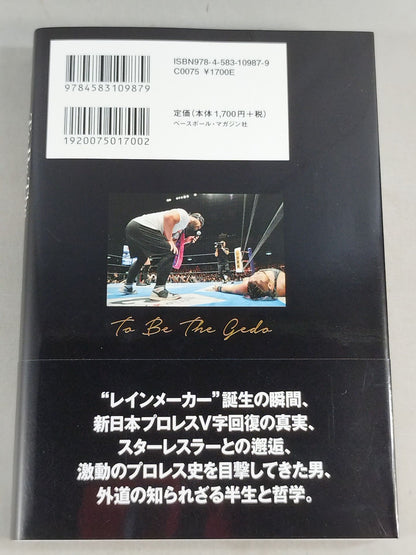 ISBN978-4-583-10987-9
C0075 ¥1700E
9784583109879
定価(本体1,700円+税)
ベースボール・マガジン社
1920075017002
To Be The Gedo
“レインメーカー”誕生の瞬間、
新日本プロレスV字回復の真実、
スターレスラーとの邂逅、
激動のプロレス史を目撃してきた男、
外道の知られざる半生と哲学。